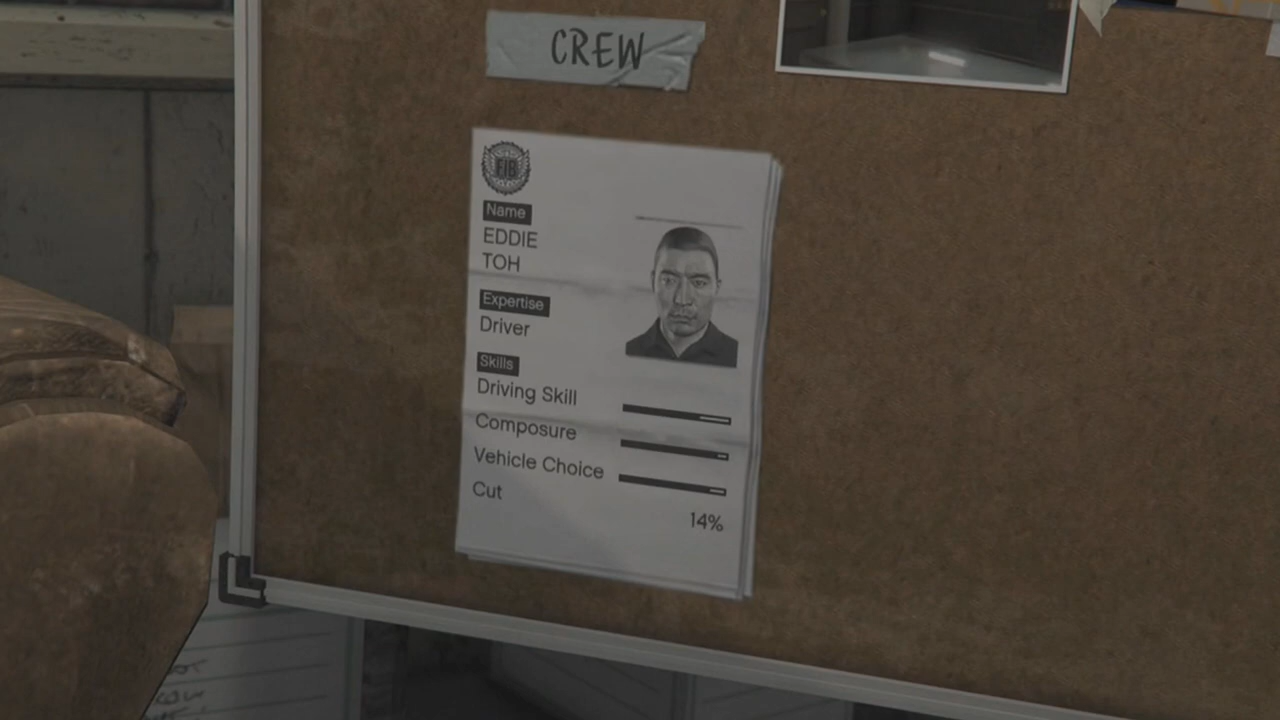 CREW
FIB
Name
EDDIE
TOH
Expertise
Driver
Skills
Driving Skill
Composure
Vehicle Choice
Cut
14%